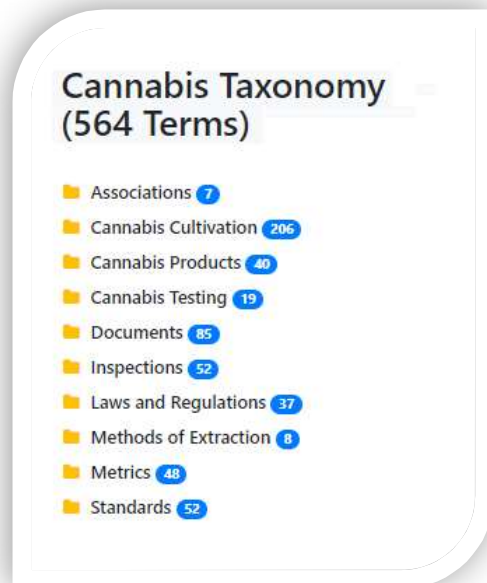 Cannabis Taxonomy
(564 Terms)
Associations 7
Cannabis Cultivation 206
Cannabis Products 40
Cannabis Testing 19
Documents 85
Inspections 52
Laws and Regulations 37
Methods of Extraction 8
Metrics 48
Standards 52